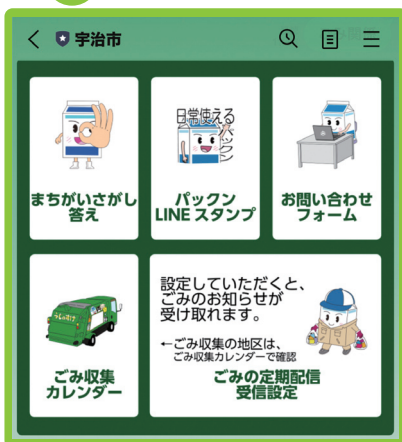 宇治市
まちがいさがし
答え
日常使える
パックン
パックン
LINE スタンプ
お問い合わせ
フォーム
ごみ収集
カレンダー
設定していただくと、
ごみのお知らせが
受け取れます。
←ごみ収集の地区は、
ごみ収集カレンダーで確認
ごみの定期配信
受信設定